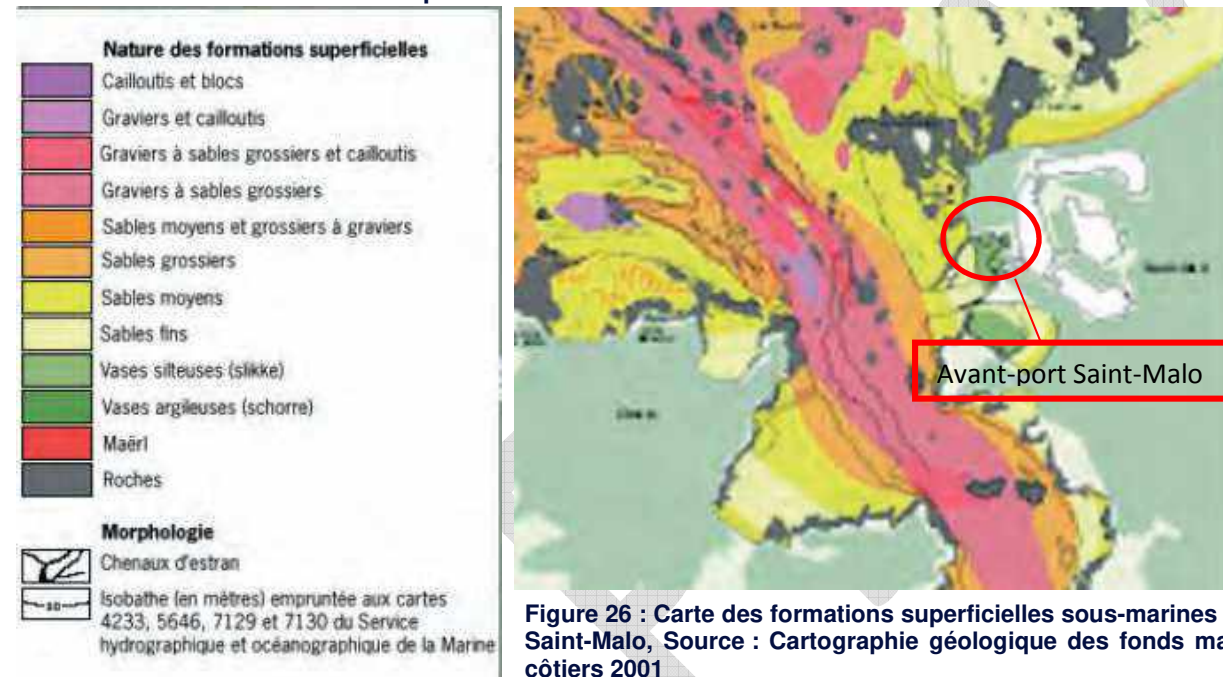 Nature des formations superficielles
Cailloutis et blocs
Graviers et cailloutis
Graviers à sables grossiers et cailloutis
Graviers à sables grossiers
Sables moyens et grossiers à graviers
Sables grossiers
Sables moyens
Sables fins
Vases silteuses (slikke)
Vases argileuses (schorre)
Maërl
Roches
Morphologie
Chenaux d'estran
Isobathe (en mètres) empruntée aux cartes
4233, 5646, 7129 et 7130 du Service
hydrographique et océanographique de la Marine
Avant-port Saint-Malo
Figure 26 : Carte des formations superficielles sous-marines
Saint-Malo, Source : Cartographie géologique des fonds ma
côtiers 2001